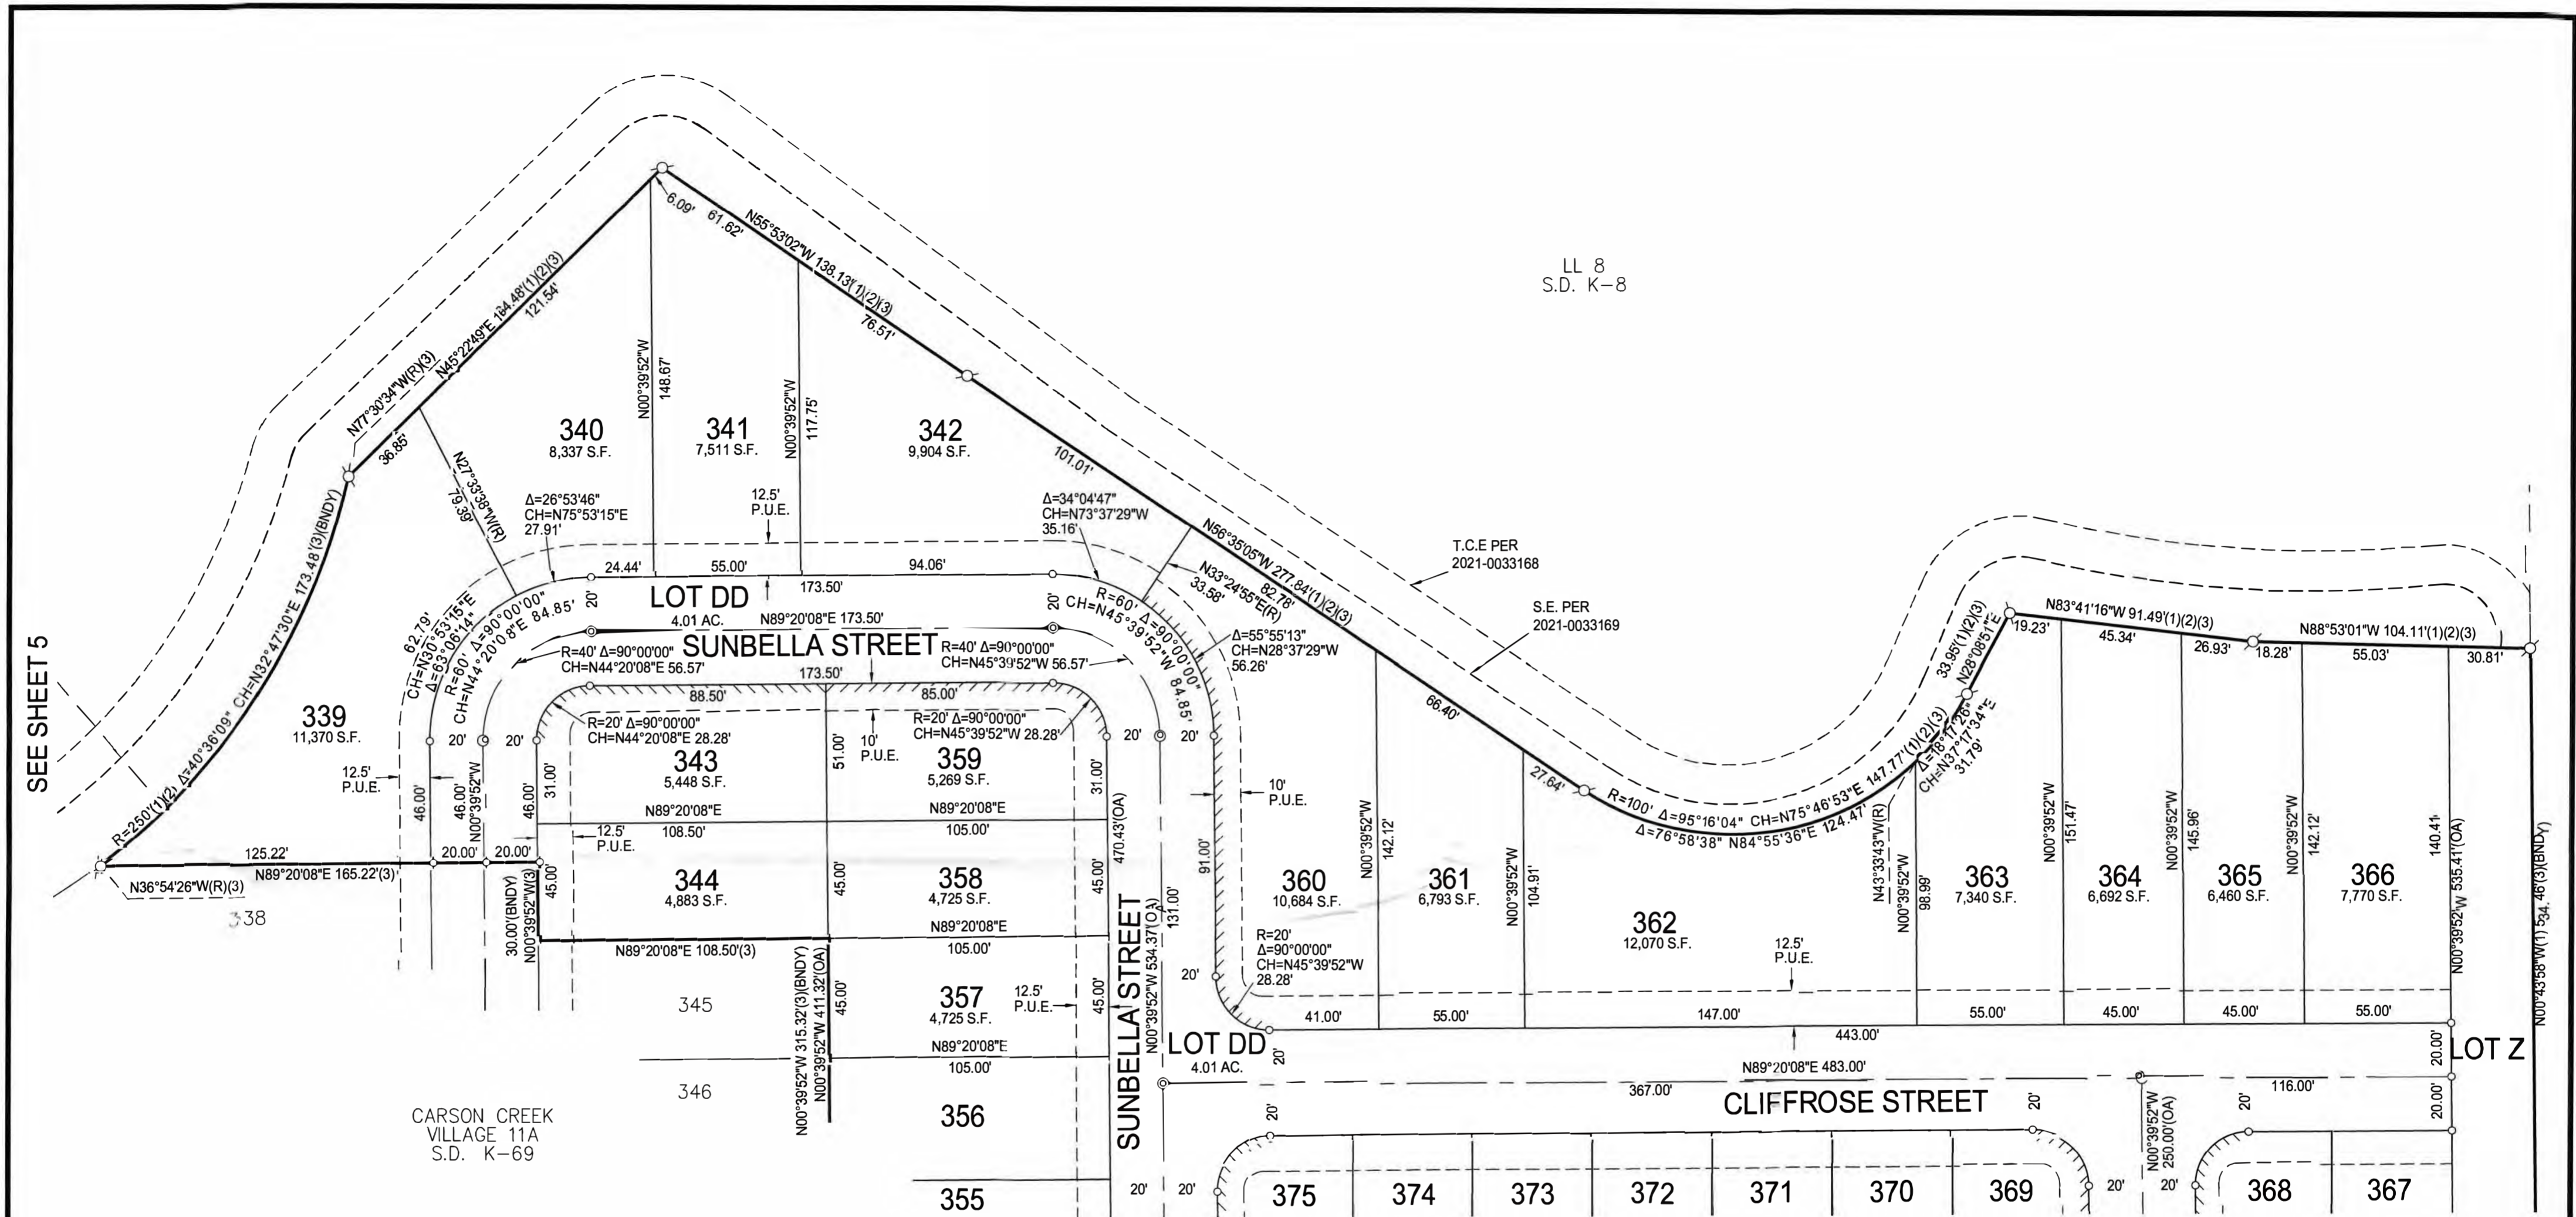 SEE SHEET 5
LL 8
S.D. K-8
6.09'
61.62'
N55°53'02"W 138.13'(1)(2)(3)
76.51'
N45°22'49"E 164.48'(1)(2)(3)
121.54'
N77°30'34"W(R)(3)
36.85'
N27°33'38"W(R)
79.39'
N00°39'52"W
148.67'
N00°39'52"W
117.75'
340
8,337 S.F.
341
7,511 S.F.
342
9,904 S.F.
101.01'
Δ=26°53'46"
CH=N75°53'15"E
27.91'
12.5'
P.U.E.
Δ=34°04'47"
CH=N73°37'29"W
35.16'
N56°35'05"W 277.84'(1)(2)(3)
82.78'
N33°24'55"E(R)
33.58'
T.C.E PER
2021-0033168
S.E. PER
2021-0033169
24.44'
55.00'
94.06'
173.50'
20'
20'
LOT DD
4.01 AC.
N89°20'08"E 173.50'
SUNBELLA STREET
R=60' Δ=90°00'00"
CH=N45°39'52"W 84.85'
Δ=55°55'13"
CH=N28°37'29"W
56.26'
62.79'
CH=N30°53'15"E
Δ=63°06'14"
R=60' Δ=90°00'00"
CH=N44°20'08"E 84.85'
R=40' Δ=90°00'00"
CH=N44°20'08"E 56.57'
R=40' Δ=90°00'00"
CH=N45°39'52"W 56.57'
173.50'
88.50'
85.00'
R=20' Δ=90°00'00"
CH=N44°20'08"E 28.28'
10'
P.U.E.
R=20' Δ=90°00'00"
CH=N45°39'52"W 28.28'
R=250'(1)(2) Δ=40°36'09" CH=N32°47'30"E 173.48'(3)(BNDY)
339
11,370 S.F.
12.5'
P.U.E.
20'
20'
20'
20'
46.00'
46.00'
N00°39'52"W
46.00'
31.00'
343
5,448 S.F.
51.00'
359
5,269 S.F.
31.00'
N89°20'08"E
108.50'
N89°20'08"E
105.00'
12.5'
P.U.E.
470.43'(OA)
91.00'
10'
P.U.E.
125.22'
20.00'
20.00'
N89°20'08"E 165.22'(3)
N36°54'26"W(R)(3)
338
30.00'(BNDY)
N00°39'52"W(3)
45.00'
344
4,883 S.F.
45.00'
358
4,725 S.F.
45.00'
N89°20'08"E 108.50'(3)
N89°20'08"E
105.00'
345
357
4,725 S.F.
12.5'
P.U.E.
45.00'
45.00'
N00°39'52"W 315.32'(3)(BNDY)
N00°39'52"W 411.32'(OA)
N89°20'08"E
105.00'
346
356
355
CARSON CREEK
VILLAGE 11A
S.D. K-69
SUNBELLA STREET
N00°39'52"W 534.37'(OA)
131.00'
20'
R=20'
Δ=90°00'00"
CH=N45°39'52"W
28.28'
66.40'
27.64'
360
10,684 S.F.
N00°39'52"W
142.12'
361
6,793 S.F.
N00°39'52"W
104.91'
362
12,070 S.F.
12.5'
P.U.E.
R=100' Δ=95°16'04" CH=N75°46'53"E 147.77'(1)(2)(3)
Δ=76°58'38" N84°55'36"E 124.47'
Δ=18°17'26"
CH=N37°17'34"E
31.79'
33.95'(1)(2)(3)
N28°08'51"E
N43°33'43"W(R)
N00°39'52"W
98.99'
19.23'
N83°41'16"W 91.49'(1)(2)(3)
45.34'
26.93'
N88°53'01"W 104.11'(1)(2)(3)
18.28'
55.03'
30.81'
363
7,340 S.F.
N00°39'52"W
151.47'
364
6,692 S.F.
N00°39'52"W
145.96'
365
6,460 S.F.
N00°39'52"W
142.12'
366
7,770 S.F.
140.41'
N00°39'52"W 535.41'(OA)
N00°43'58"W(1) 534.46'(3)(BNDY)
41.00'
55.00'
147.00'
55.00'
45.00'
45.00'
55.00'
443.00'
LOT DD
4.01 AC.
20'
N89°20'08"E 483.00'
367.00'
116.00'
20.00'
20.00'
LOT Z
CLIFFROSE STREET
20'
20'
20'
N00°39'52"W
250.00'(OA)
20'
20'
20'
20'
375
374
373
372
371
370
369
368
367